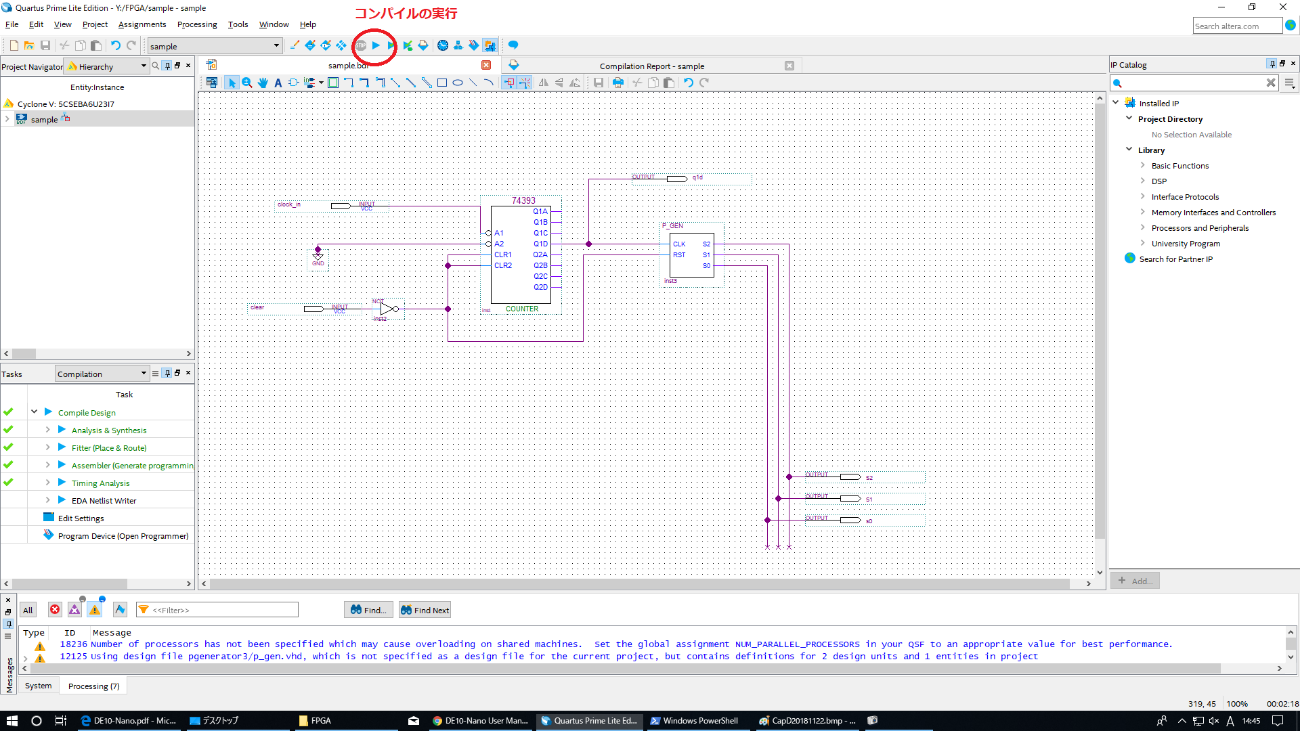 Quartus Prime Lite Edition - Y:/FPGA/sample - sample
コンパイルの実行
File Edit View Project Assignments Processing Tools Window Help
Search altera.com
sample
Project Navigator Hierarchy
sample.bdf
Compilation Report - sample
IP Catalog
Entity:Instance
Cyclone V: 5CSEBA6U23I7
sample
Installed IP
Project Directory
No Selection Available
Library
Basic Functions
DSP
Interface Protocols
Memory Interfaces and Controllers
Processors and Peripherals
University Program
Search for Partner IP
OUTPUT q1d
clock_in INPUT VCC
74393
Q1A
Q1B
A1 Q1C
A2 Q1D
CLR1 Q2A
CLR2 Q2B
Q2C
Q2D
COUNTER
P_GEN
CLK S2
RST S1
S0
inst3
GND
clear INPUT VCC
NOT
inst2
OUTPUT S2
OUTPUT S1
OUTPUT s0
Tasks Compilation
Task
Compile Design
Analysis & Synthesis
Fitter (Place & Route)
Assembler (Generate programmin
Timing Analysis
EDA Netlist Writer
Edit Settings
Program Device (Open Programmer)
Add...
All <<Filter>> Find... Find Next
Type ID Message
18236 Number of processors has not been specified which may cause overloading on shared machines. Set the global assignment NUM_PARALLEL_PROCESSORS in your QSF to an appropriate value for best performance.
12125 Using design file pgenerator3/p_gen.vhd, which is not specified as a design file for the current project, but contains definitions for 2 design units and 1 entities in project
Messages
System Processing (7)
319, 45 100% 00:02:18
DE10-Nano.pdf - Mic... デスクトップ FPGA DE10-Nano User Man... Quartus Prime Lite Ed... Windows PowerShell CapD20181122.bmp - ... A 14:45